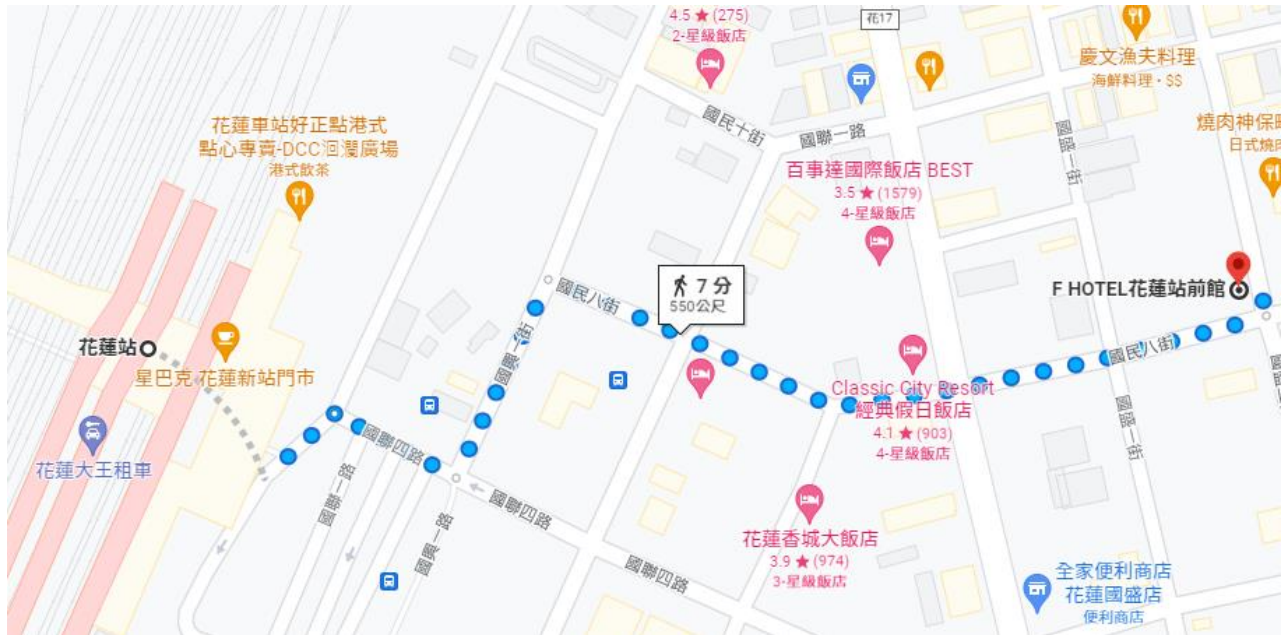 4.5 ★ (275)
2-星級飯店
花17
慶文漁夫料理
海鮮料理・$$
國民十街
國聯一路
國盛一街
燒肉神保町
日式燒肉
花蓮車站好正點港式
點心專賣-DCC洄瀾廣場
港式飲茶
百事達國際飯店 BEST
3.5 ★ (1579)
4-星級飯店
國民八街
7 分
550公尺
F HOTEL花蓮站前館
花蓮站
星巴克 花蓮新站門市
國興一街
國民八街
Classic City Resort
經典假日飯店
4.1 ★ (903)
4-星級飯店
花蓮大王租車
國聯四路
國聯一路
國聯四路
國興一路
國盛一街
國盛
花蓮香城大飯店
3.9 ★ (974)
3-星級飯店
國聯四路
全家便利商店
花蓮國盛店
便利商店